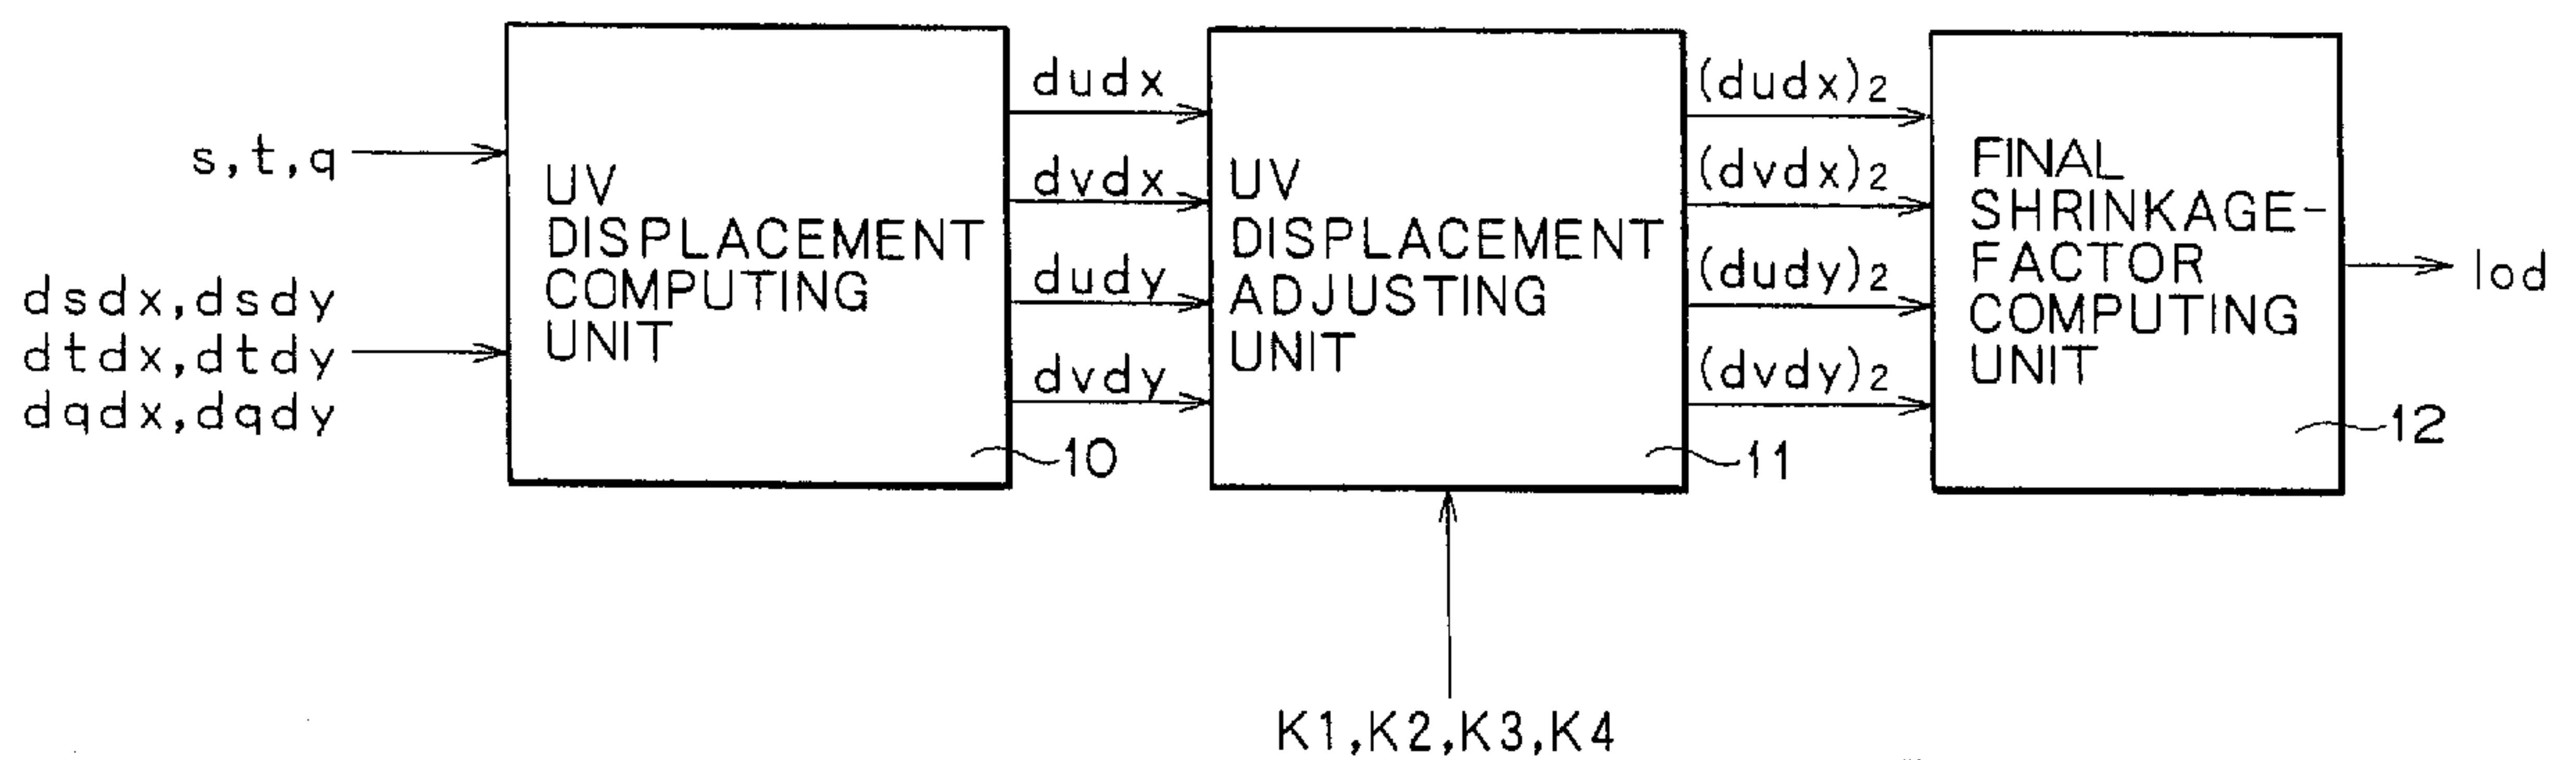 s,t,q
dsdx,dsdy
dtdx,dtdy
dqdx,dqdy
UV
DISPLACEMENT
COMPUTING
UNIT
10
dudx
dvdx
dudy
dvdy
UV
DISPLACEMENT
ADJUSTING
UNIT
11
K1,K2,K3,K4
(dudx)2
(dvdx)2
(dudy)2
(dvdy)2
FINAL
SHRINKAGE-
FACTOR
COMPUTING
UNIT
12
lod